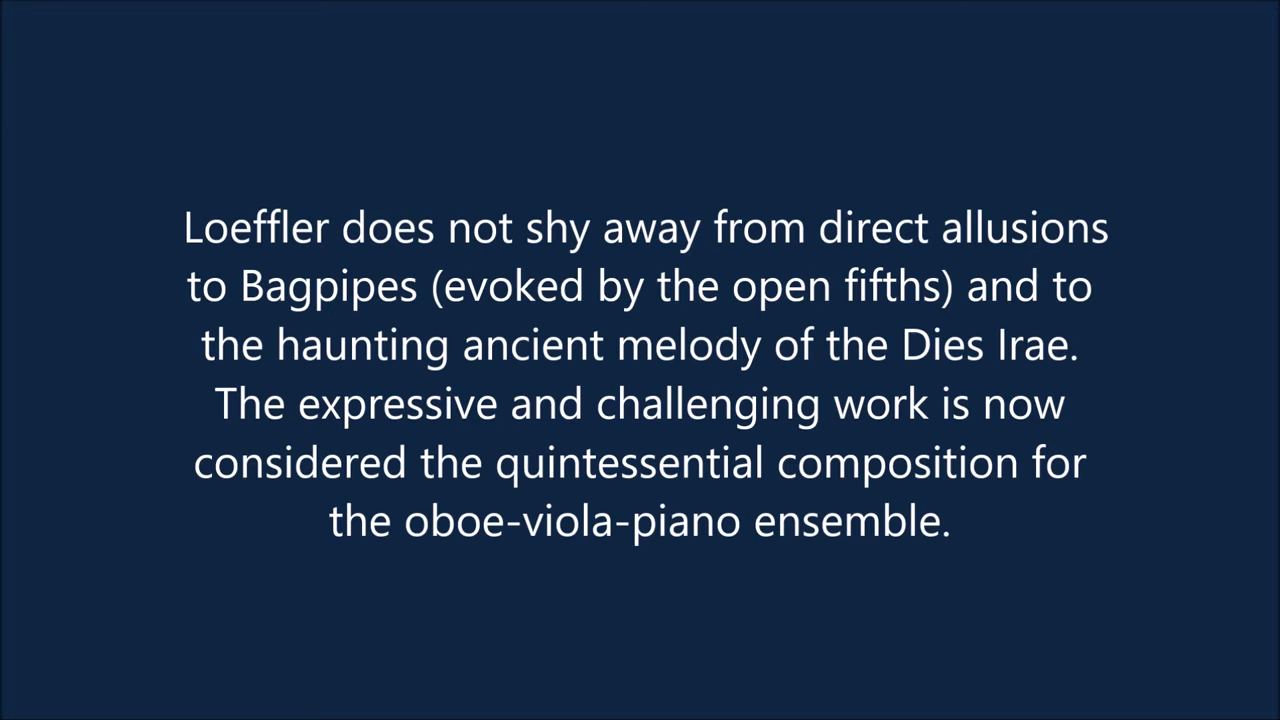 Loeffler does not shy away from direct allusions
to Bagpipes (evoked by the open fifths) and to
the haunting ancient melody of the Dies Irae.
The expressive and challenging work is now
considered the quintessential composition for
the oboe-viola-piano ensemble.